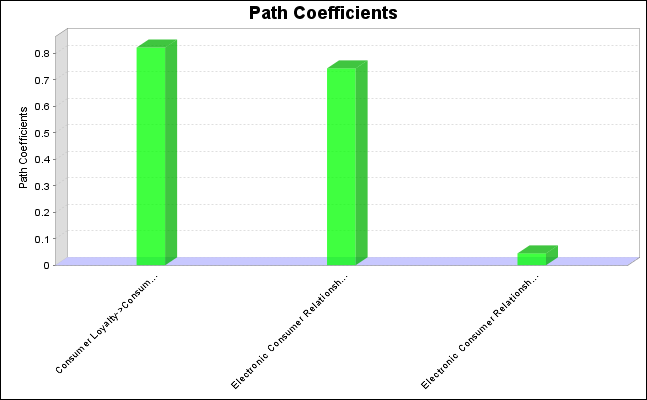 Path Coefficients
Path Coefficients
0.8
0.7
0.6
0.5
0.4
0.3
0.2
0.1
0
Consumer Loyalty->Consum...
Electronic Consumer Relationsh...
Electronic Consumer Relationsh...